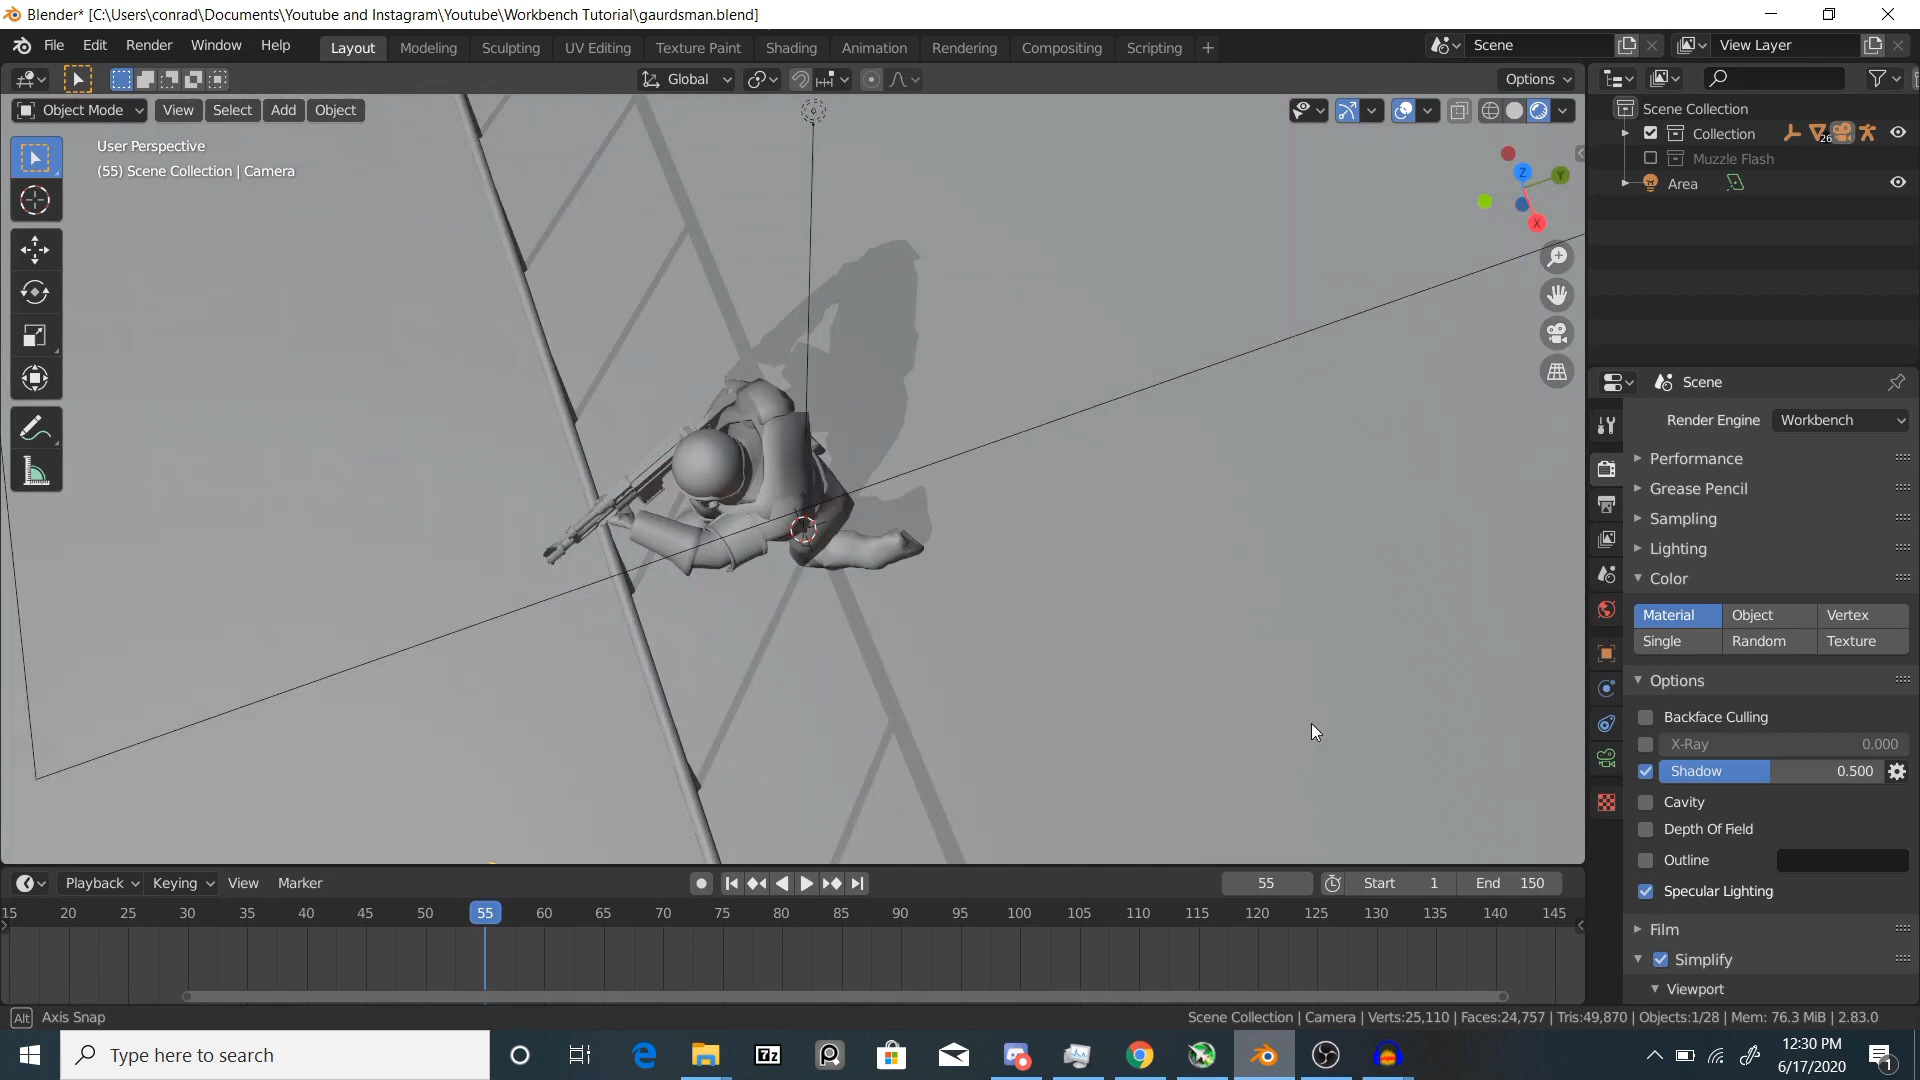 Blender* [C:\Users\conrad\Documents\Youtube and Instagram\Youtube\Workbench Tutorial\gaurdsman.blend]
File Edit Render Window Help Layout Modeling Sculpting UV Editing Texture Paint Shading Animation Rendering Compositing Scripting + Scene View Layer
Global Options
Object Mode View Select Add Object
User Perspective
(55) Scene Collection | Camera
Z Y X
Scene Collection
Collection 26
Muzzle Flash
Area
Scene
Render Engine Workbench
Performance
Grease Pencil
Sampling
Lighting
Color
Material Object Vertex
Single Random Texture
Options
Backface Culling
X-Ray 0.000
Shadow 0.500
Cavity
Depth Of Field
Outline
Specular Lighting
Film
Simplify
Viewport
Playback Keying View Marker 55 Start 1 End 150
15 20 25 30 35 40 45 50 55 60 65 70 75 80 85 90 95 100 105 110 115 120 125 130 135 140 145
Alt Axis Snap Scene Collection | Camera | Verts:25,110 | Faces:24,757 | Tris:49,870 | Objects:1/28 | Mem: 76.3 MiB | 2.83.0
Type here to search 7z 12:30 PM
6/17/2020 1